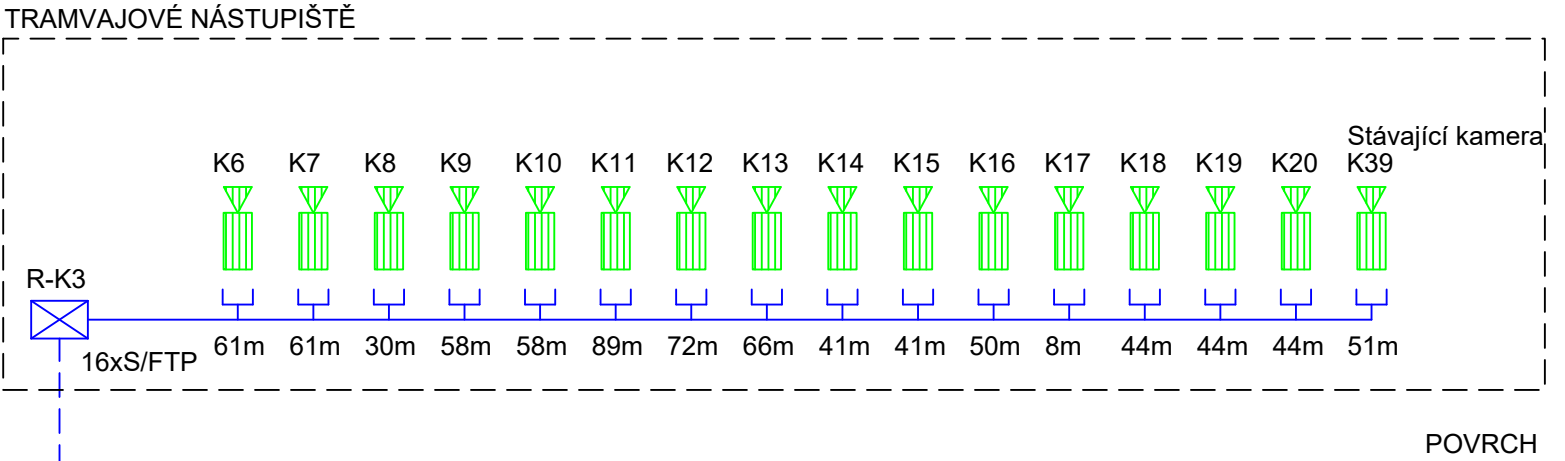 TRAMVAJOVÉ NÁSTUPIŠTĚ
Stávající kamera
K6 K7 K8 K9 K10 K11 K12 K13 K14 K15 K16 K17 K18 K19 K20 K39
R-K3
16xS/FTP 61m 61m 30m 58m 58m 89m 72m 66m 41m 41m 50m 8m 44m 44m 44m 51m
POVRCH